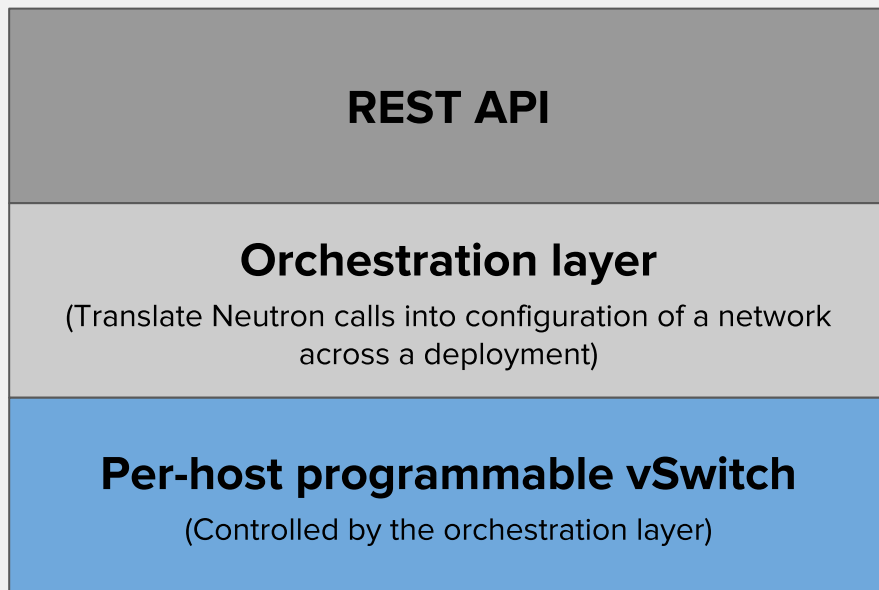 REST API
Orchestration layer
(Translate Neutron calls into configuration of a network
across a deployment)
Per-host programmable vSwitch
(Controlled by the orchestration layer)